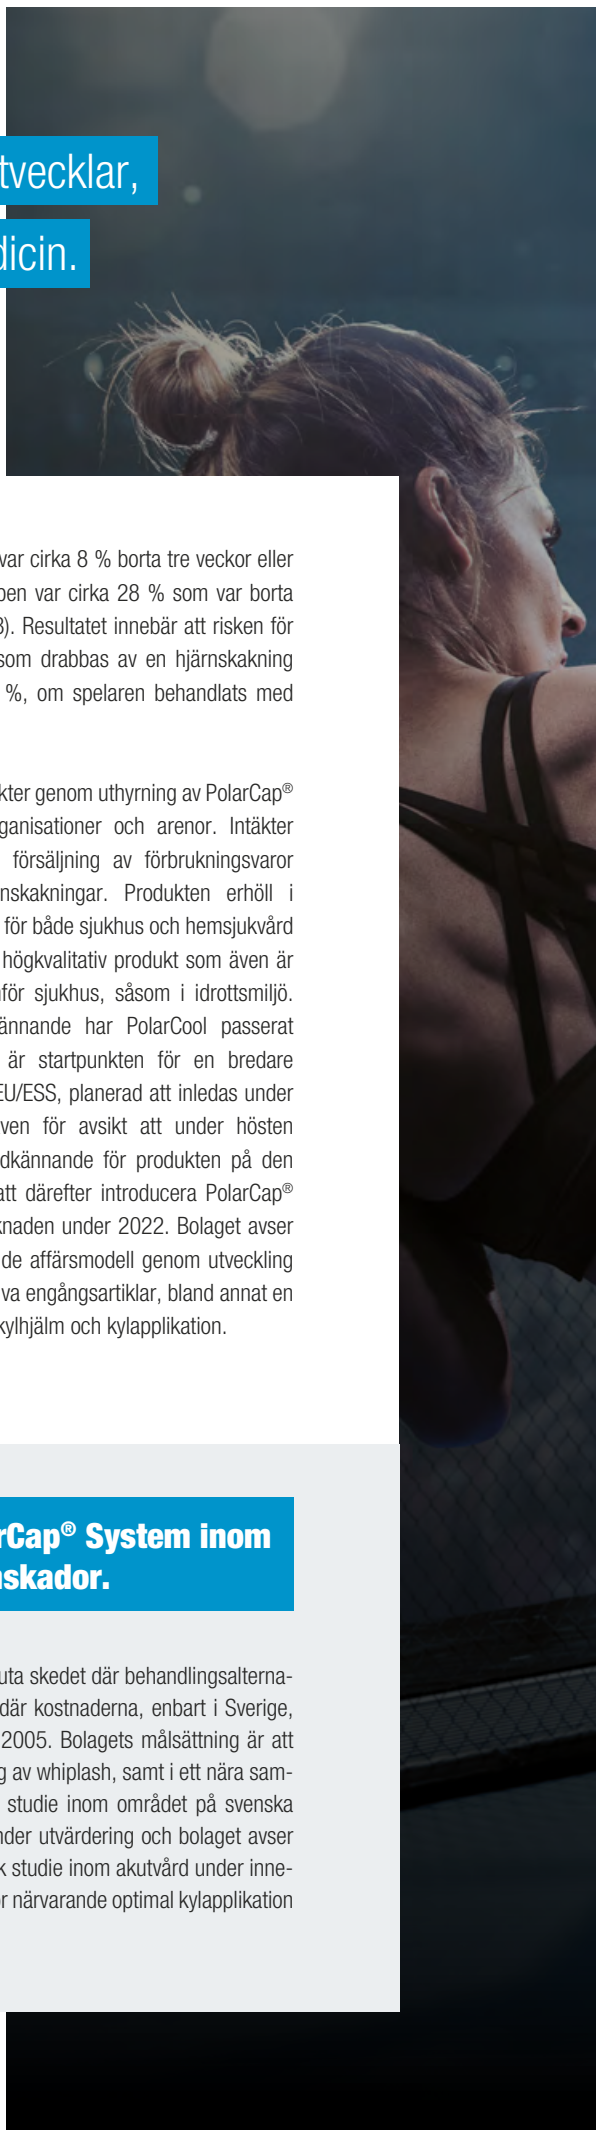 tvecklar,
dicin.
var cirka 8 % borta tre veckor eller
pen var cirka 28 % som var borta
). Resultatet innebär att risken för
som drabbas av en hjärnskakning
%, om spelaren behandlats med
kter genom uthyrning av PolarCap®
ganisationer och arenor. Intäkter
försäljning av förbrukningsvaror
nskakningar. Produkten erhöll i
för både sjukhus och hemsjukvård
högkvalitativ produkt som även är
för sjukhus, såsom i idrottsmiljö.
ännande har PolarCool passerat
är startpunkten för en bredare
EU/ESS, planerad att inledas under
ven för avsikt att under hösten
dkännande för produkten på den
att därefter introducera PolarCap®
knaden under 2022. Bolaget avser
de affärsmodell genom utveckling
va engångsartiklar, bland annat en
kylhjälm och kylapplikation.
rCap® System inom
nskador.
uta skedet där behandlingsalterna-
där kostnaderna, enbart i Sverige,
2005. Bolagets målsättning är att
g av whiplash, samt i ett nära sam-
studie inom området på svenska
nder utvärdering och bolaget avser
k studie inom akutvård under inne-
r närvarande optimal kylapplikation